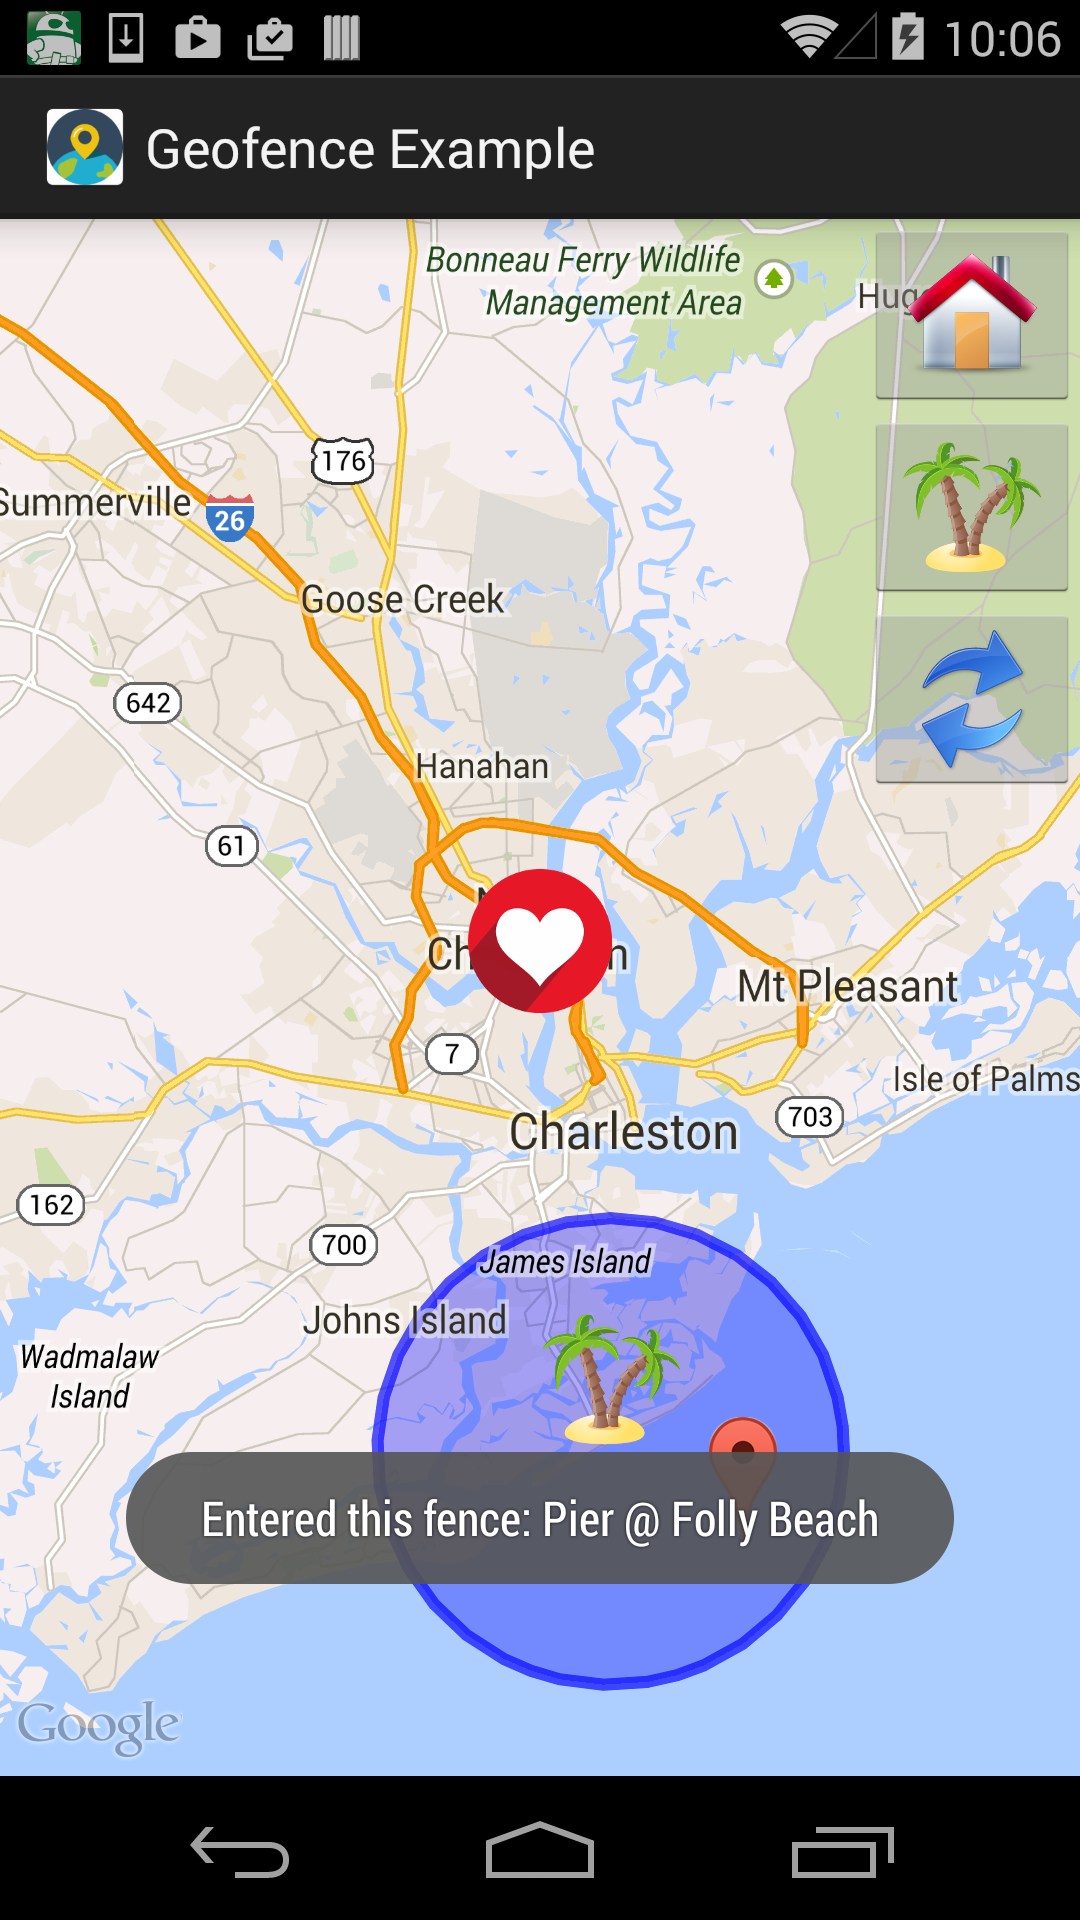 10:06
Geofence Example
Bonneau Ferry Wildlife
Management Area
176
Summerville
26
Goose Creek
642
Hanahan
61
Mt Pleasant
7
Isle of Palms
703
Charleston
162
700
James Island
Johns Island
Wadmalaw
Island
Entered this fence: Pier @ Folly Beach
Google